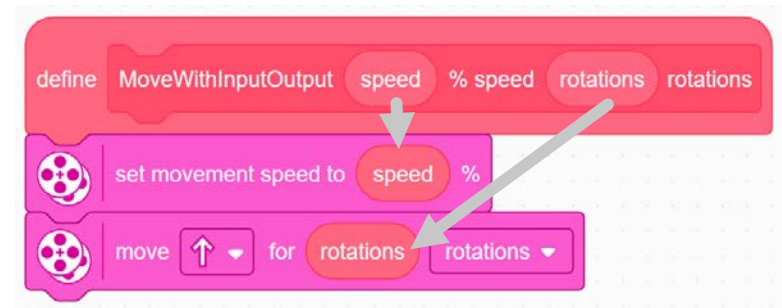 define MoveWithInputOutput speed % speed rotations rotations
set movement speed to speed %
move for rotations rotations